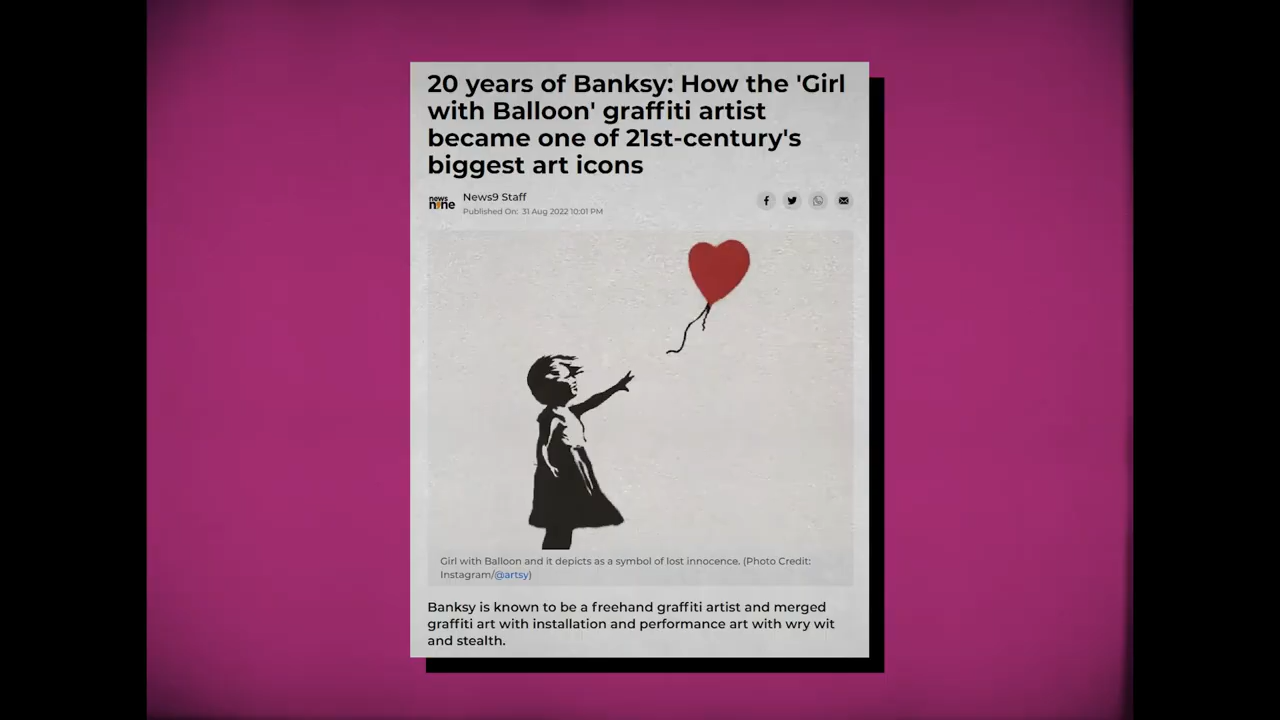 20 years of Banksy: How the 'Girl
with Balloon' graffiti artist
became one of 21st-century's
biggest art icons
news
nine
News9 Staff
Published On: 31 Aug 2022 10:01 PM
Girl with Balloon and it depicts as a symbol of lost innocence. (Photo Credit:
Instagram/@artsy)
Banksy is known to be a freehand graffiti artist and merged
graffiti art with installation and performance art with wry wit
and stealth.